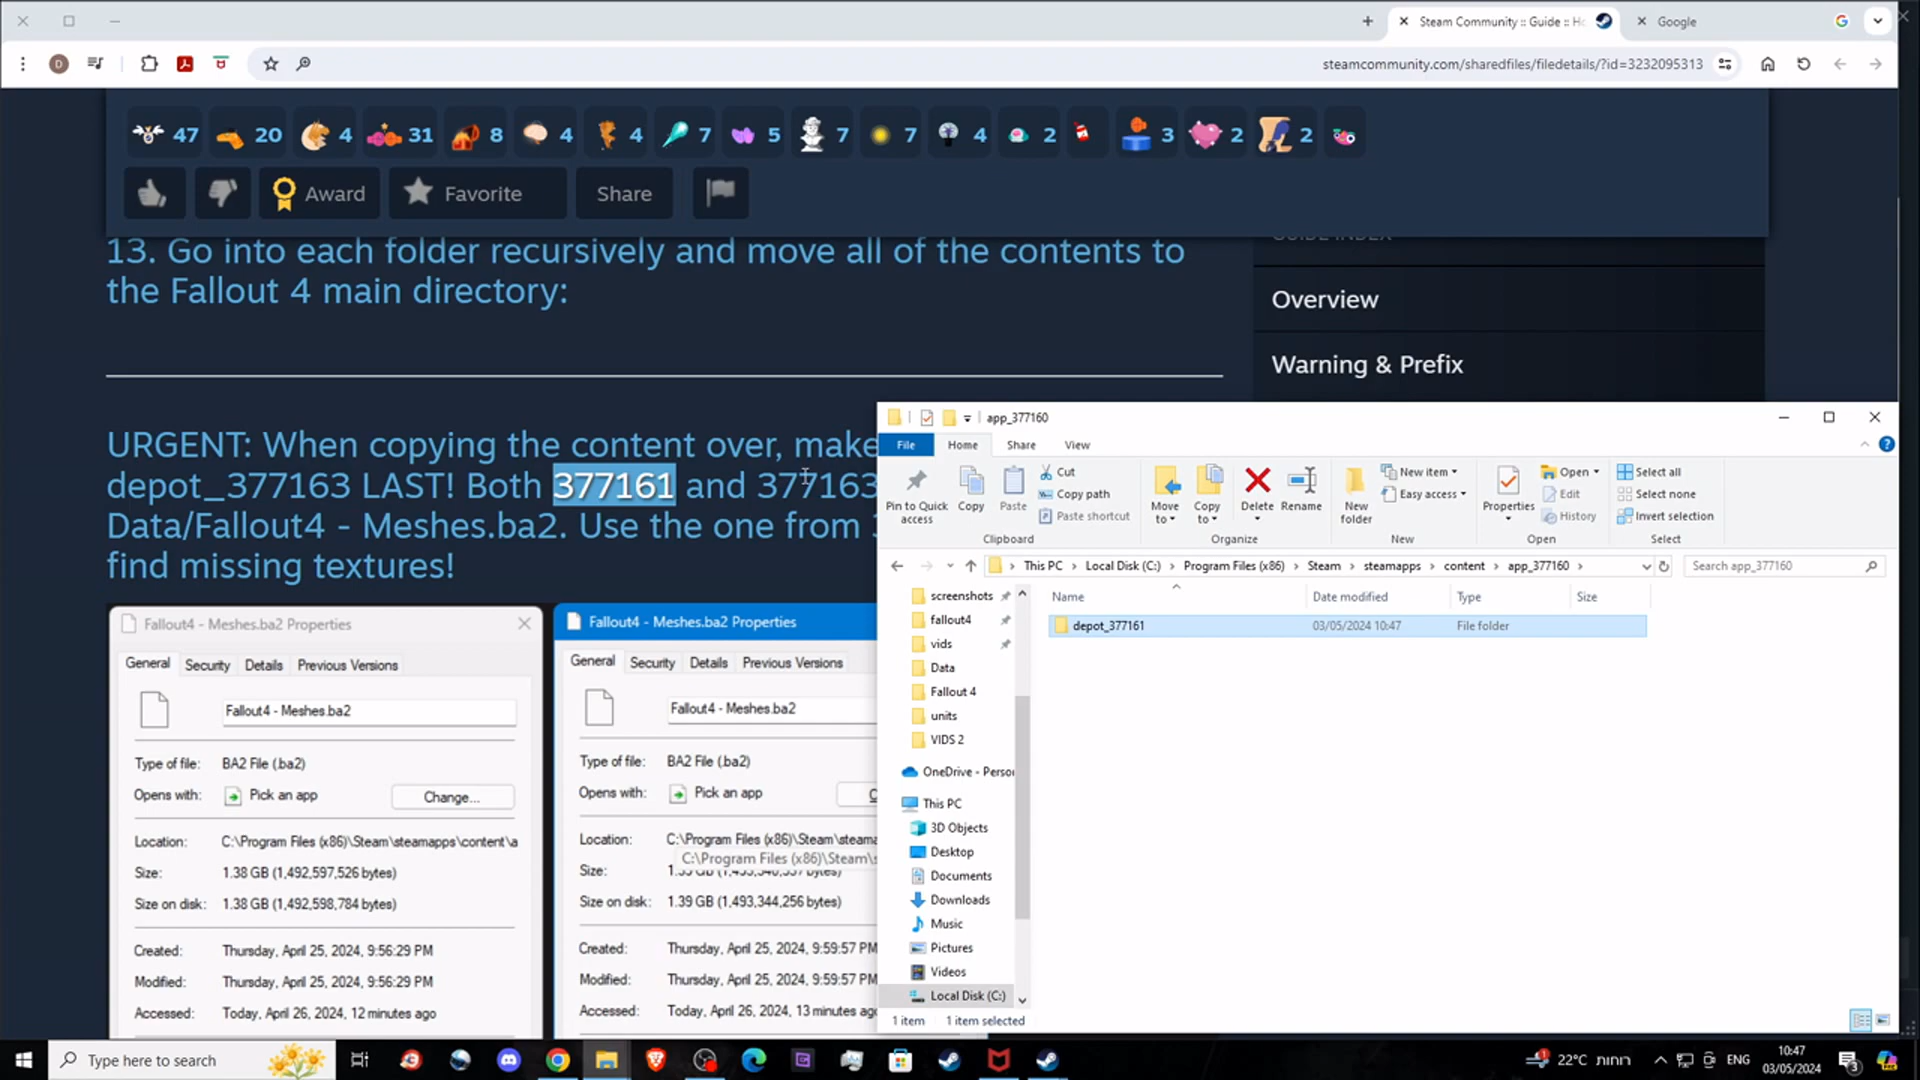 Steam Community :: Guide :: Ho
Google
steamcommunity.com/sharedfiles/filedetails/?id=3232095313
47 20 4 31 8 4 4 7 5 7 7 4 2 3 2 2
Award
Favorite
Share
GUIDE INDEX
Overview
Warning & Prefix
13. Go into each folder recursively and move all of the contents to
the Fallout 4 main directory:
URGENT: When copying the content over, make
depot_377163 LAST! Both 377161 and 377163
Data/Fallout4 - Meshes.ba2. Use the one from 3
find missing textures!
Fallout4 - Meshes.ba2 Properties
General Security Details Previous Versions
Fallout4 - Meshes.ba2
Type of file: BA2 File (.ba2)
Opens with: Pick an app Change...
Location: C:\Program Files (x86)\Steam\steamapps\content\a
Size: 1.38 GB (1,492,597,526 bytes)
Size on disk: 1.38 GB (1,492,598,784 bytes)
Created: Thursday, April 25, 2024, 9:56:29 PM
Modified: Thursday, April 25, 2024, 9:56:29 PM
Accessed: Today, April 26, 2024, 12 minutes ago
Fallout4 - Meshes.ba2 Properties
General Security Details Previous Versions
Fallout4 - Meshes.ba2
Type of file: BA2 File (.ba2)
Opens with: Pick an app
Location: C:\Program Files (x86)\Steam\steama
C:\Program Files (x86)\Steam\s
Size:
Size on disk: 1.39 GB (1,493,344,256 bytes)
Created: Thursday, April 25, 2024, 9:59:57 PM
Modified: Thursday, April 25, 2024, 9:59:57 PM
Accessed: Today, April 26, 2024, 13 minutes ago
app_377160
File Home Share View
Pin to Quick access
Copy
Paste
Cut
Copy path
Paste shortcut
Clipboard
Move to
Copy to
Delete
Rename
Organize
New folder
New item
Easy access
New
Properties
Open
Edit
History
Open
Select all
Select none
Invert selection
Select
This PC › Local Disk (C:) › Program Files (x86) › Steam › steamapps › content › app_377160 ›
Search app_377160
Name Date modified Type Size
depot_377161 03/05/2024 10:47 File folder
screenshots
fallout4
vids
Data
Fallout 4
units
VIDS 2
OneDrive - Perso
This PC
3D Objects
Desktop
Documents
Downloads
Music
Pictures
Videos
Local Disk (C:)
1 item 1 item selected
Type here to search
22°C רוחות
ENG
10:47
03/05/2024
3